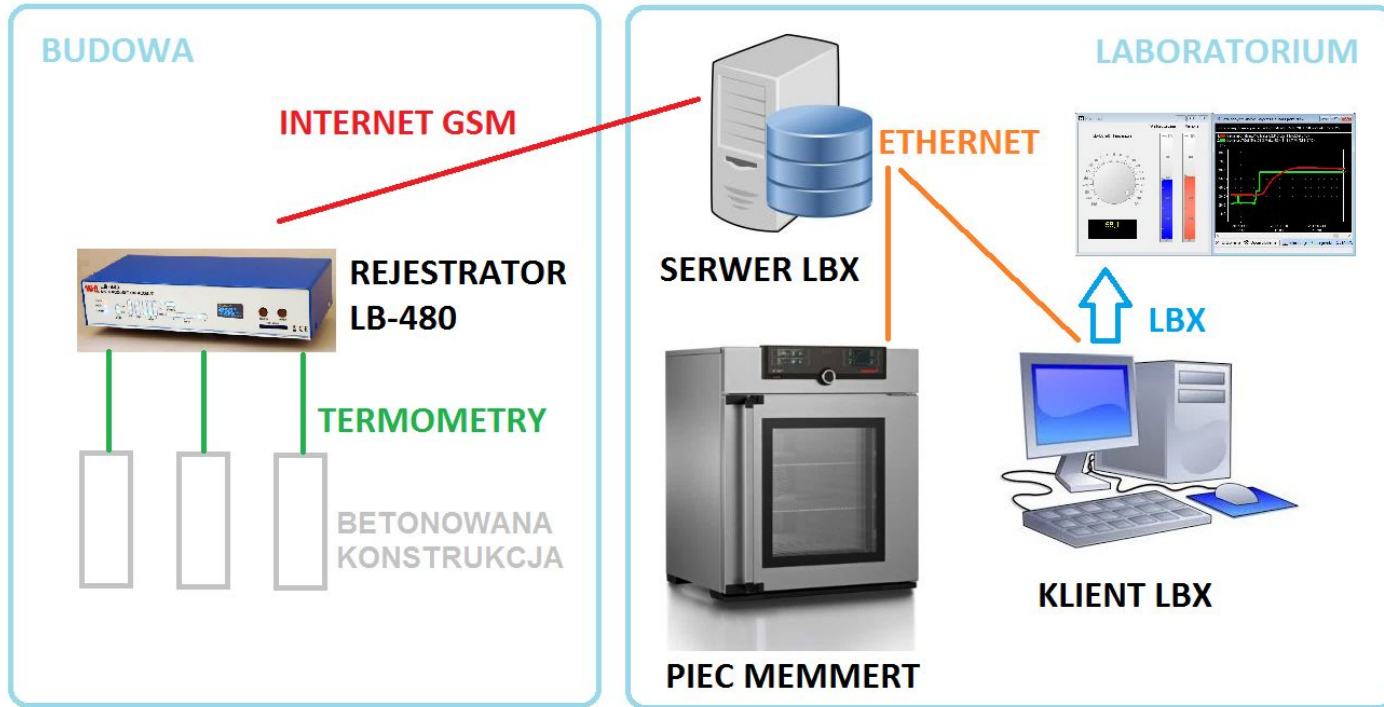 BUDOWA
LABORATORIUM
INTERNET GSM
ETHERNET
REJESTRATOR
LB-480
SERWER LBX
LBX
TERMOMETRY
BETONOWANA
KONSTRUKCJA
KLIENT LBX
PIEC MEMMERT